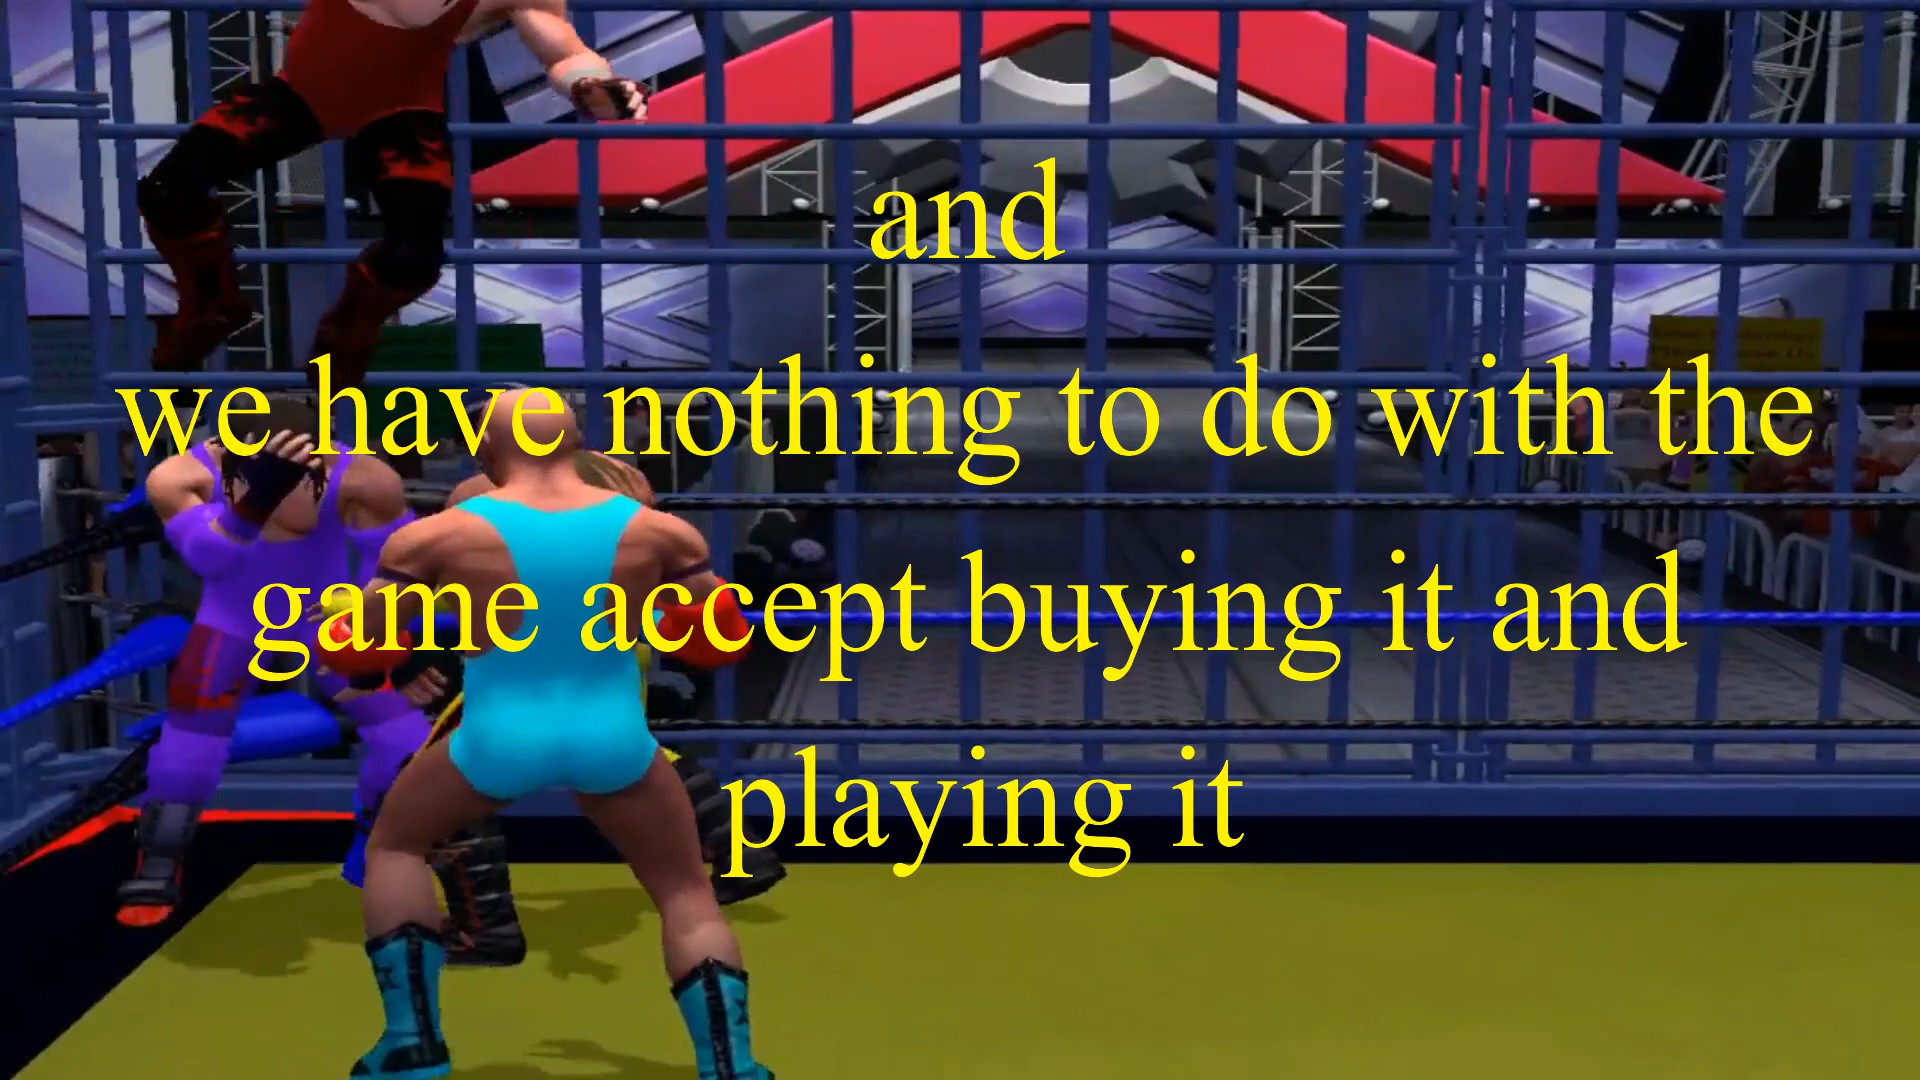 and
we have nothing to do with the
game accept buying it and
playing it